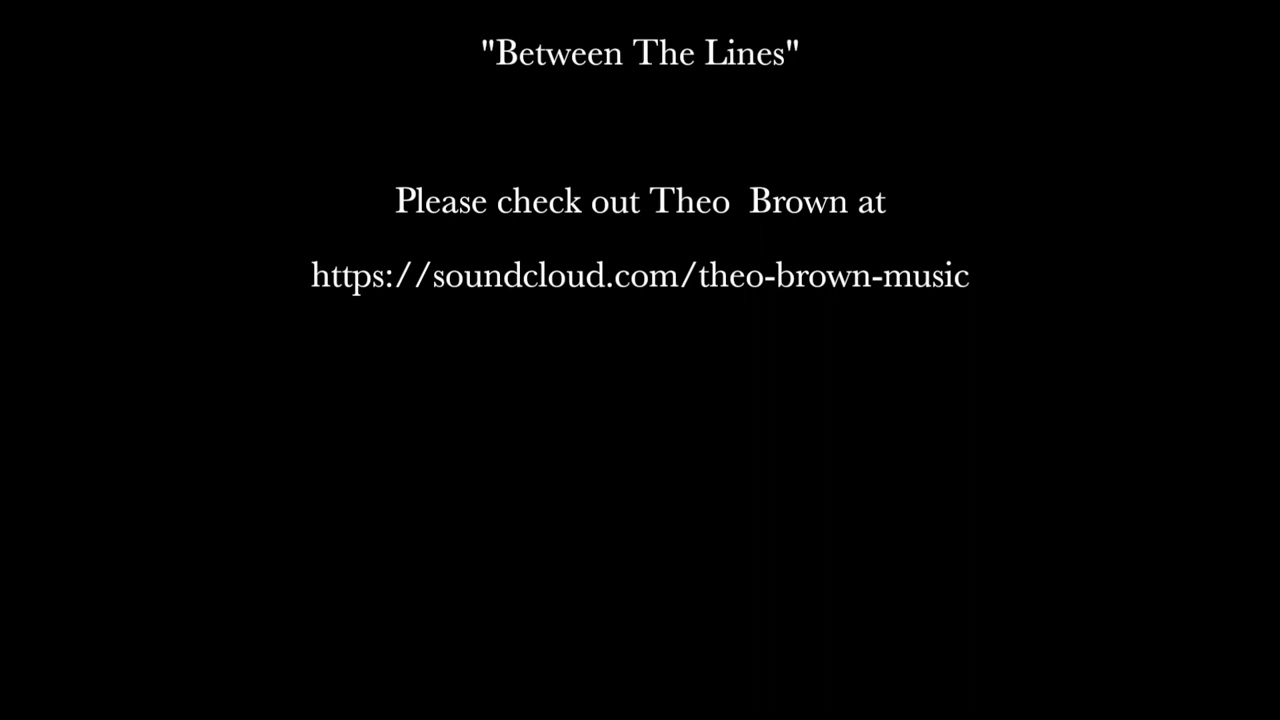 "Between The Lines"
Please check out Theo  Brown at
https://soundcloud.com/theo-brown-music